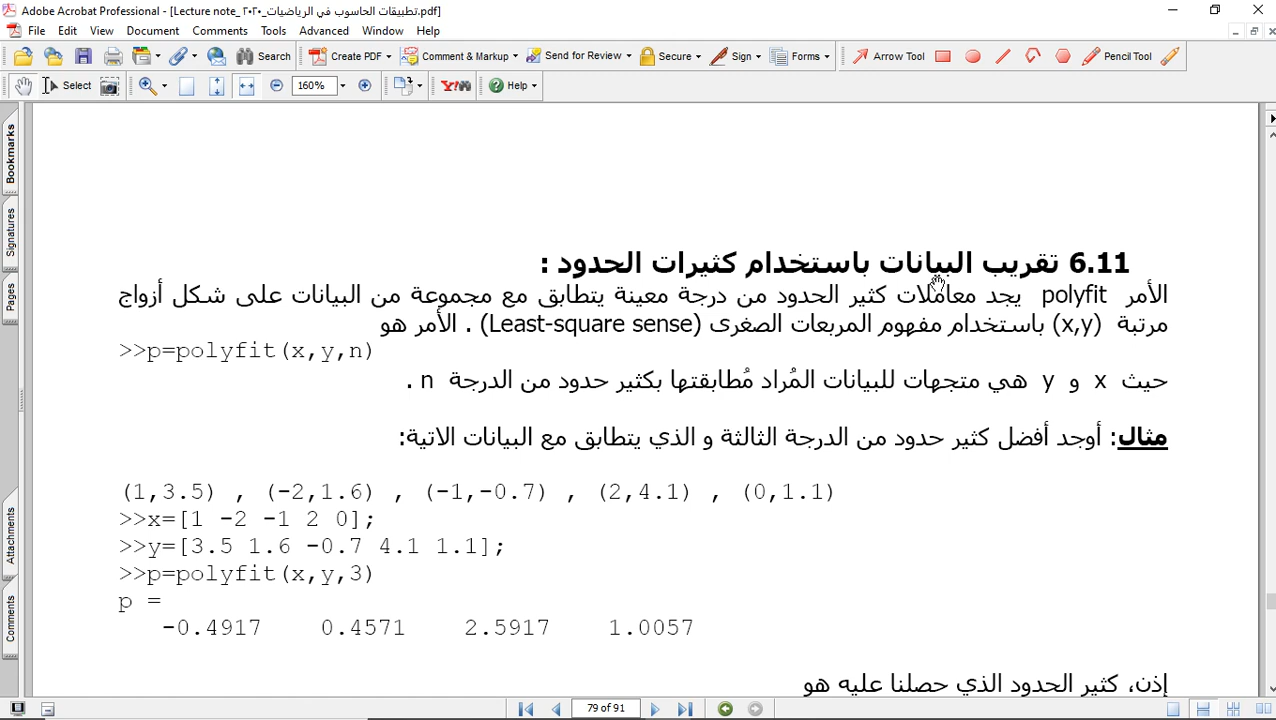 Adobe Acrobat Professional - [Lecture note_ تطبيقات الحاسوب في الرياضيات_٢٠٢٠.pdf]
File Edit View Document Comments Tools Advanced Window Help
Search Create PDF Comment & Markup Send for Review Secure Sign Forms Arrow Tool Pencil Tool
Select 160% Y! Help
Bookmarks
Signatures
Pages
Attachments
Comments
6.11 تقريب البيانات باستخدام كثيرات الحدود :
الأمر polyfit يجد معاملات كثير الحدود من درجة معينة يتطابق مع مجموعة من البيانات على شكل أزواج
مرتبة (x,y) باستخدام مفهوم المربعات الصغرى (Least-square sense) . الأمر هو
>>p=polyfit(x,y,n)
حيث x و y هي متجهات للبيانات المُراد مُطابقتها بكثير حدود من الدرجة n .
مثال: أوجد أفضل كثير حدود من الدرجة الثالثة و الذي يتطابق مع البيانات الاتية:
(1,3.5) , (-2,1.6) , (-1,-0.7) , (2,4.1) , (0,1.1)
>>x=[1 -2 -1 2 0];
>>y=[3.5 1.6 -0.7 4.1 1.1];
>>p=polyfit(x,y,3)
p =
-0.4917 0.4571 2.5917 1.0057
إذن، كثير الحدود الذي حصلنا عليه هو
79 of 91